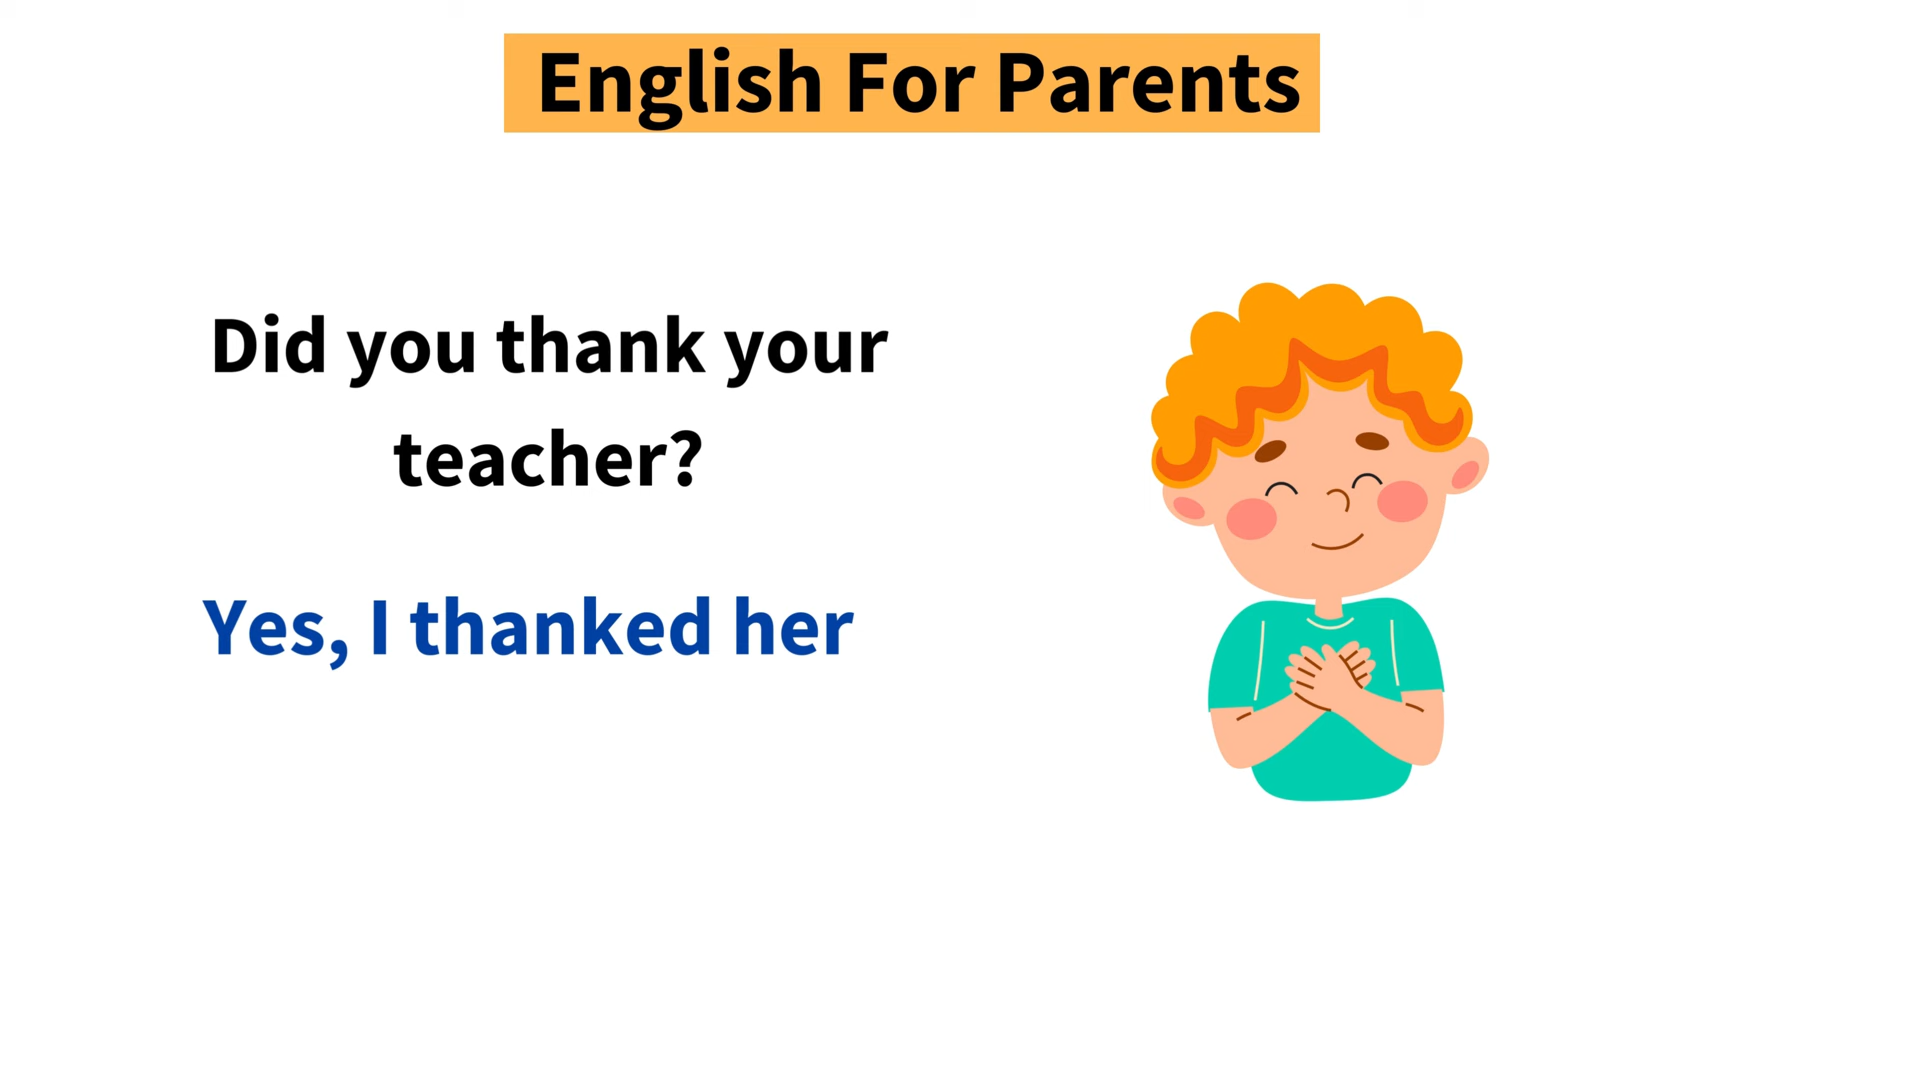 English For Parents
Did you thank your
teacher?
Yes, I thanked her